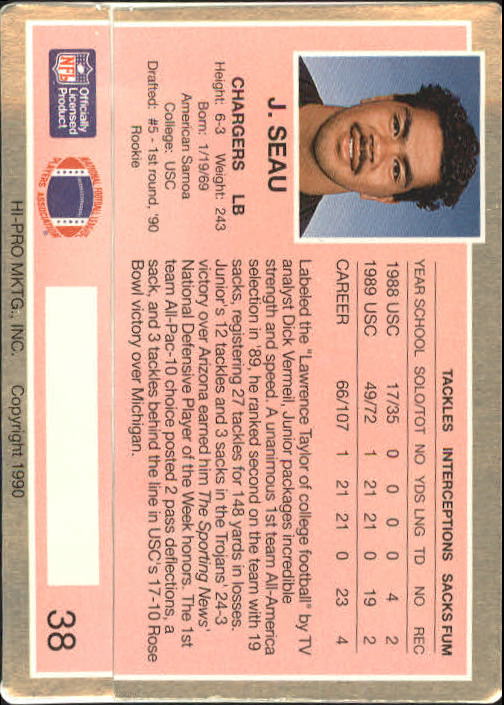 J. SEAU
CHARGERS LB
Height: 6-3 Weight: 243
Born: 1/19/69
American Samoa
College: USC
Drafted: #5 - 1st round, '90
Rookie
TACKLES INTERCEPTIONS SACKS FUM
YEAR SCHOOL SOLO/TOT NO YDS LNG TD NO REC
1988 USC 17/35 0 0 0 0 4 2
1989 USC 49/72 1 21 21 0 19 2
CAREER 66/107 1 21 21 0 23 4
Labeled the "Lawrence Taylor of college football" by TV
analyst Dick Vermeil, Junior packages incredible
strength and speed. A unanimous 1st team All-America
selection in '89, he ranked second on the team with 19
sacks, registering 27 tackles for 148 yards in losses.
Junior's 12 tackles and 3 sacks in the Trojans' 24-3
victory over Arizona earned him The Sporting News'
National Defensive Player of the Week honors. The 1st
team All-Pac-10 choice posted 2 pass deflections, a
sack, and 3 tackles behind the line in USC's 17-10 Rose
Bowl victory over Michigan.
NFL
Officially
Licensed
Product
NATIONAL FOOTBALL LEAGUE
PLAYERS ASSOCIATION
38
HI-PRO MKTG., INC. Copyright 1990